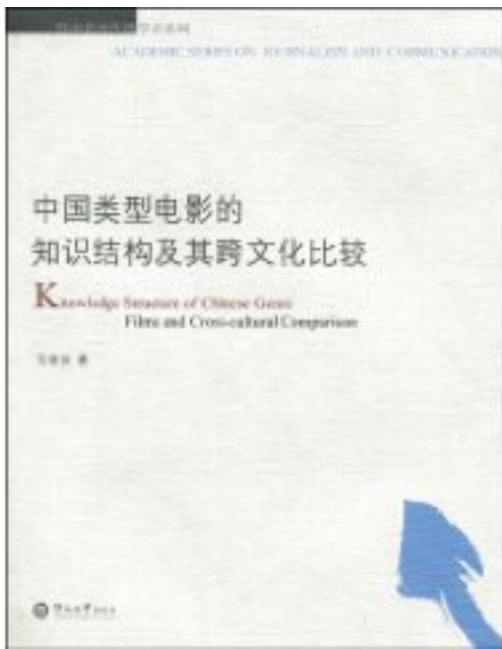 ACADEMIC SERIES ON JOURNALISM AND COMMUNICATION
中国类型电影的
知识结构及其跨文化比较
Knowledge Structure of Chinese Genre
Films and Cross-cultural Comparison
著